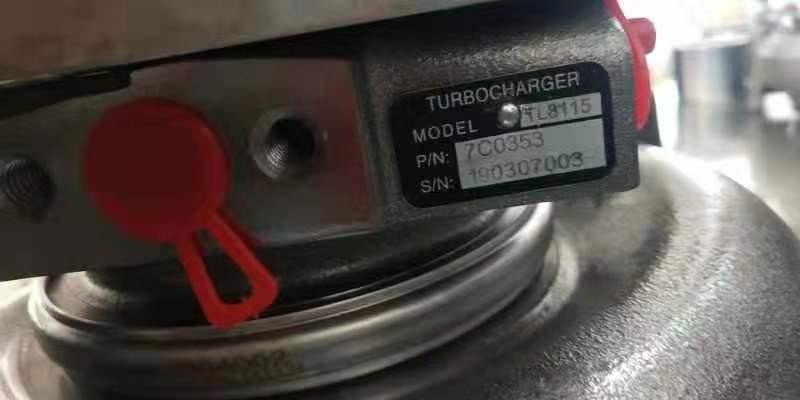 TURBOCHARGER
MODEL TL8115
P/N: 7C0353
S/N: 190307003